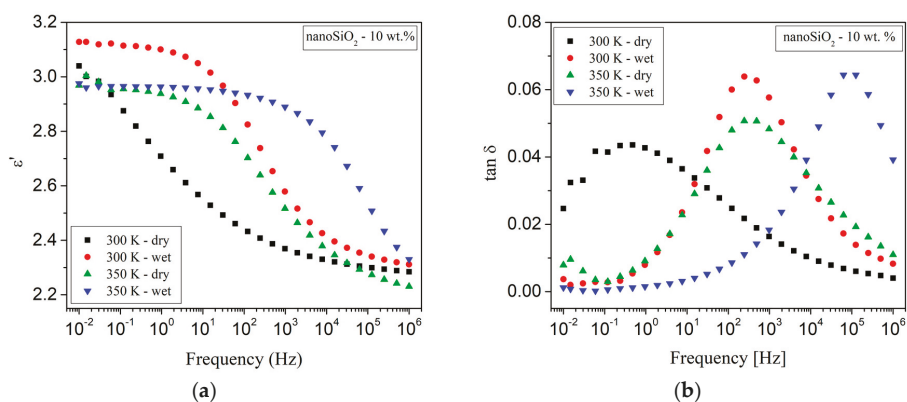 nanoSiO₂ - 10 wt.%
3.2
3.0
2.8
2.6
2.4
2.2
ε'
300 K - dry
300 K - wet
350 K - dry
350 K - wet
10⁻² 10⁻¹ 10⁰ 10¹ 10² 10³ 10⁴ 10⁵ 10⁶
Frequency (Hz)
(a)
nanoSiO₂ - 10 wt. %
300 K - dry
300 K - wet
350 K - dry
350 K - wet
0.08
0.06
0.04
0.02
0.00
tan δ
10⁻² 10⁻¹ 10⁰ 10¹ 10² 10³ 10⁴ 10⁵ 10⁶
Frequency [Hz]
(b)